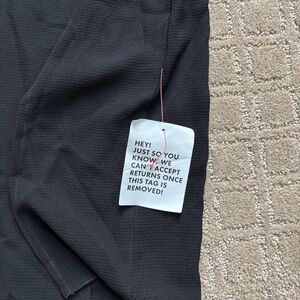 HEY!
JUST SO YOU
KNOW, WE
CAN'T ACCEPT
RETURNS ONCE
THIS TAG IS
REMOVED!